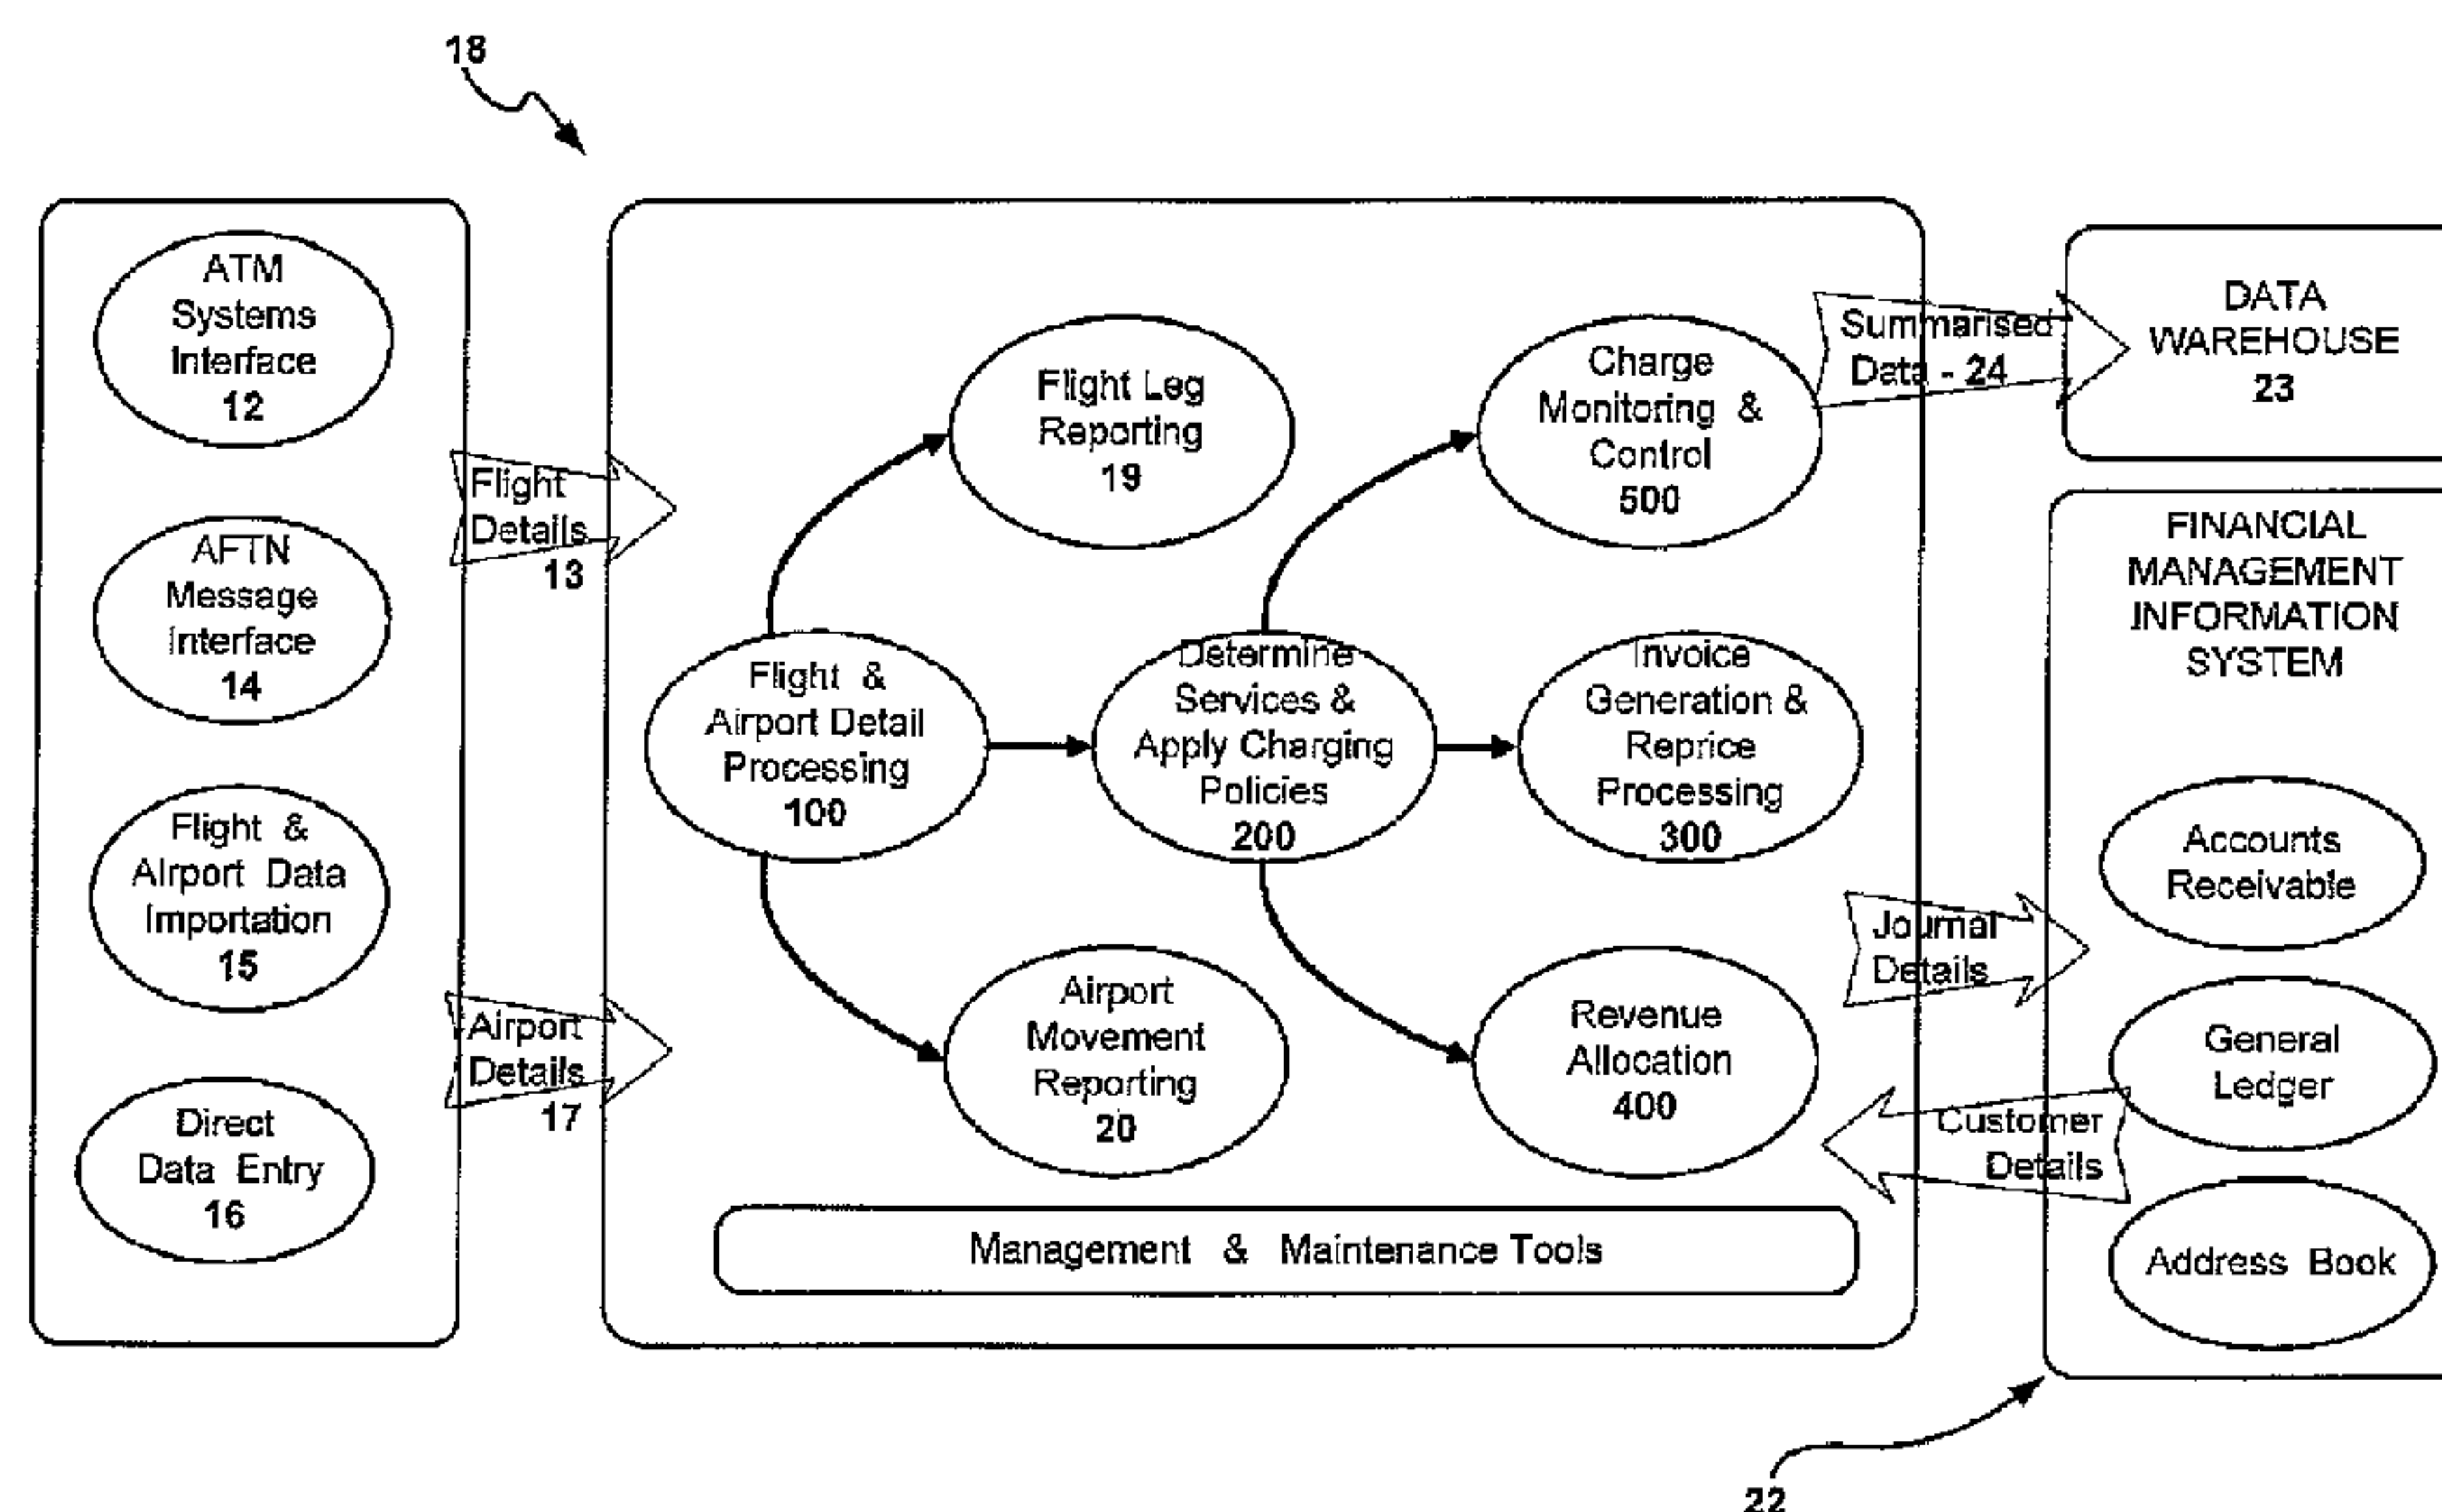 18
ATM
Systems
Interface
12
AFTN
Message
Interface
14
Flight &
Airport Data
Importation
15
Direct
Data Entry
16
Flight
Details
13
Airport
Details
17
Flight Leg
Reporting
19
Flight &
Airport Detail
Processing
100
Airport
Movement
Reporting
20
Determine
Services &
Apply Charging
Policies
200
Charge
Monitoring &
Control
500
Invoice
Generation &
Reprice
Processing
300
Revenue
Allocation
400
Management & Maintenance Tools
Summarised
Data - 24
Journal
Details
Customer
Details
DATA
WAREHOUSE
23
FINANCIAL
MANAGEMENT
INFORMATION
SYSTEM
Accounts
Receivable
General
Ledger
Address Book
22